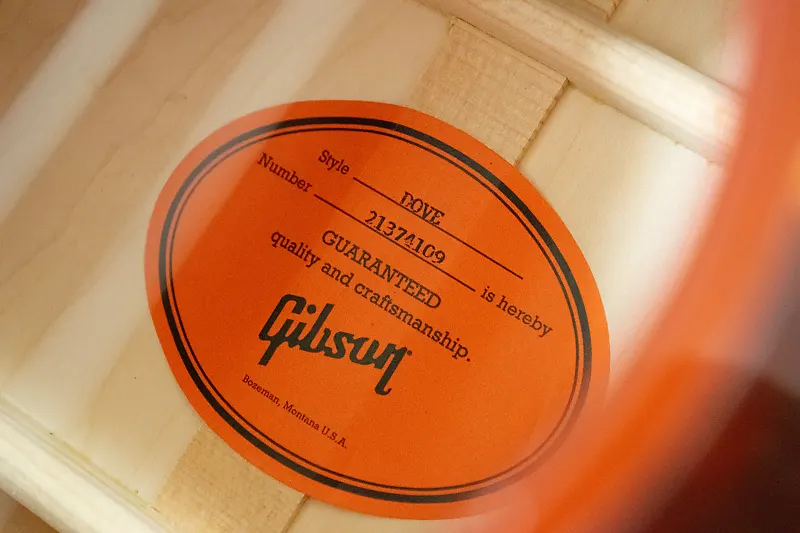 Style DOVE
Number 21374109 is hereby
GUARANTEED
quality and craftsmanship.
Gibson
Bozeman, Montana U.S.A.